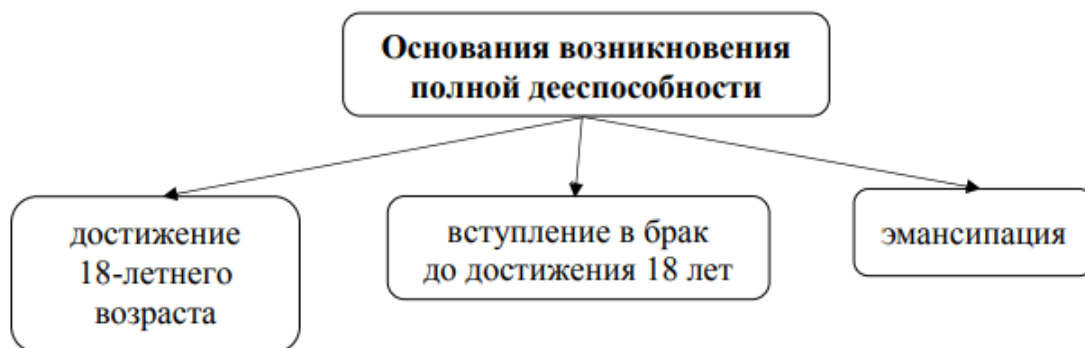 Основания возникновения
полной дееспособности
достижение
18-летнего
возраста
вступление в брак
до достижения 18 лет
эмансипация